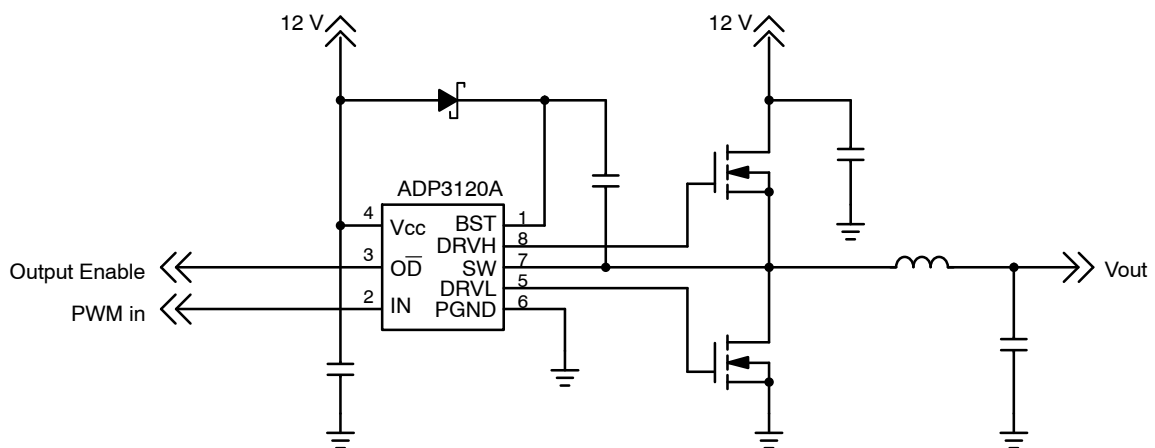 12 V
12 V
ADP3120A
4
Vcc
BST
1
DRVH
8
Output Enable
3
OD̅
SW
7
Vout
DRVL
5
PWM in
2
IN
PGND
6